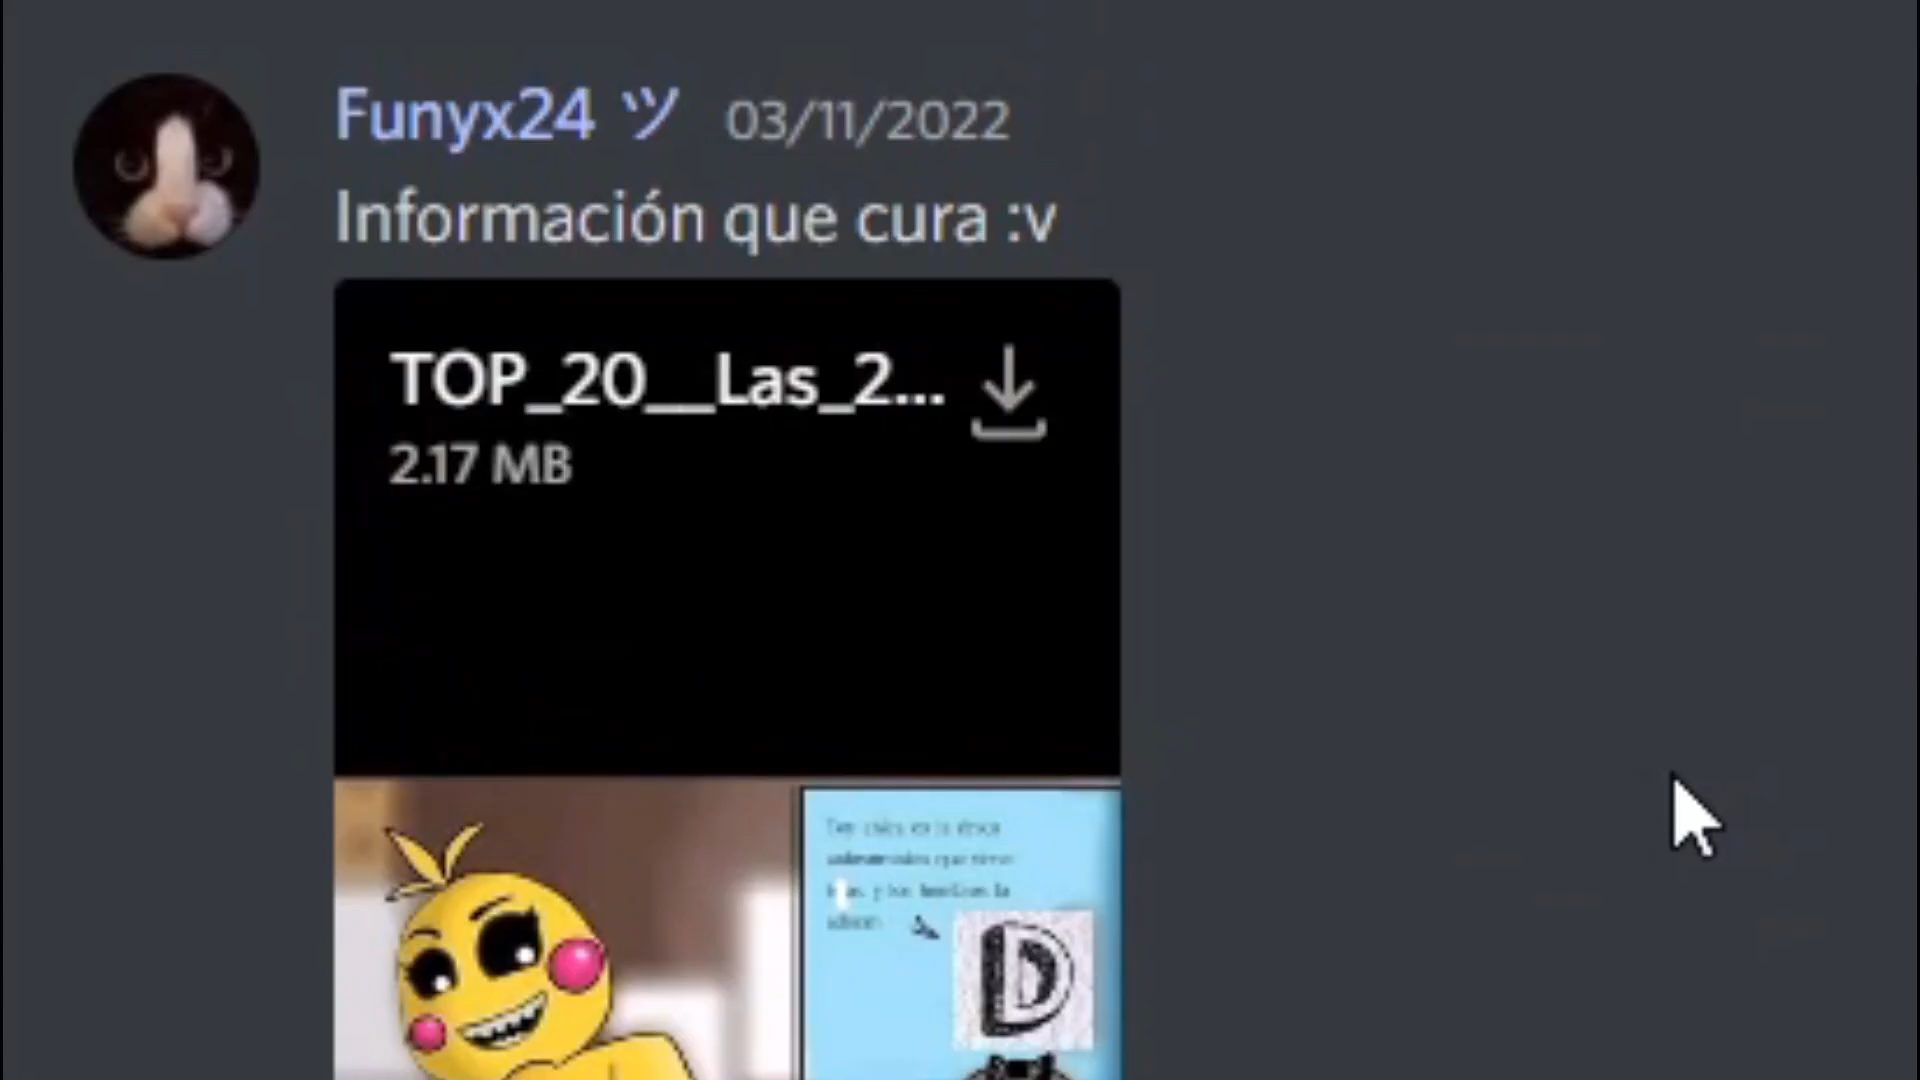 Funyx24 ツ 03/11/2022
Información que cura :v
TOP_20__Las_2...
2.17 MB
D